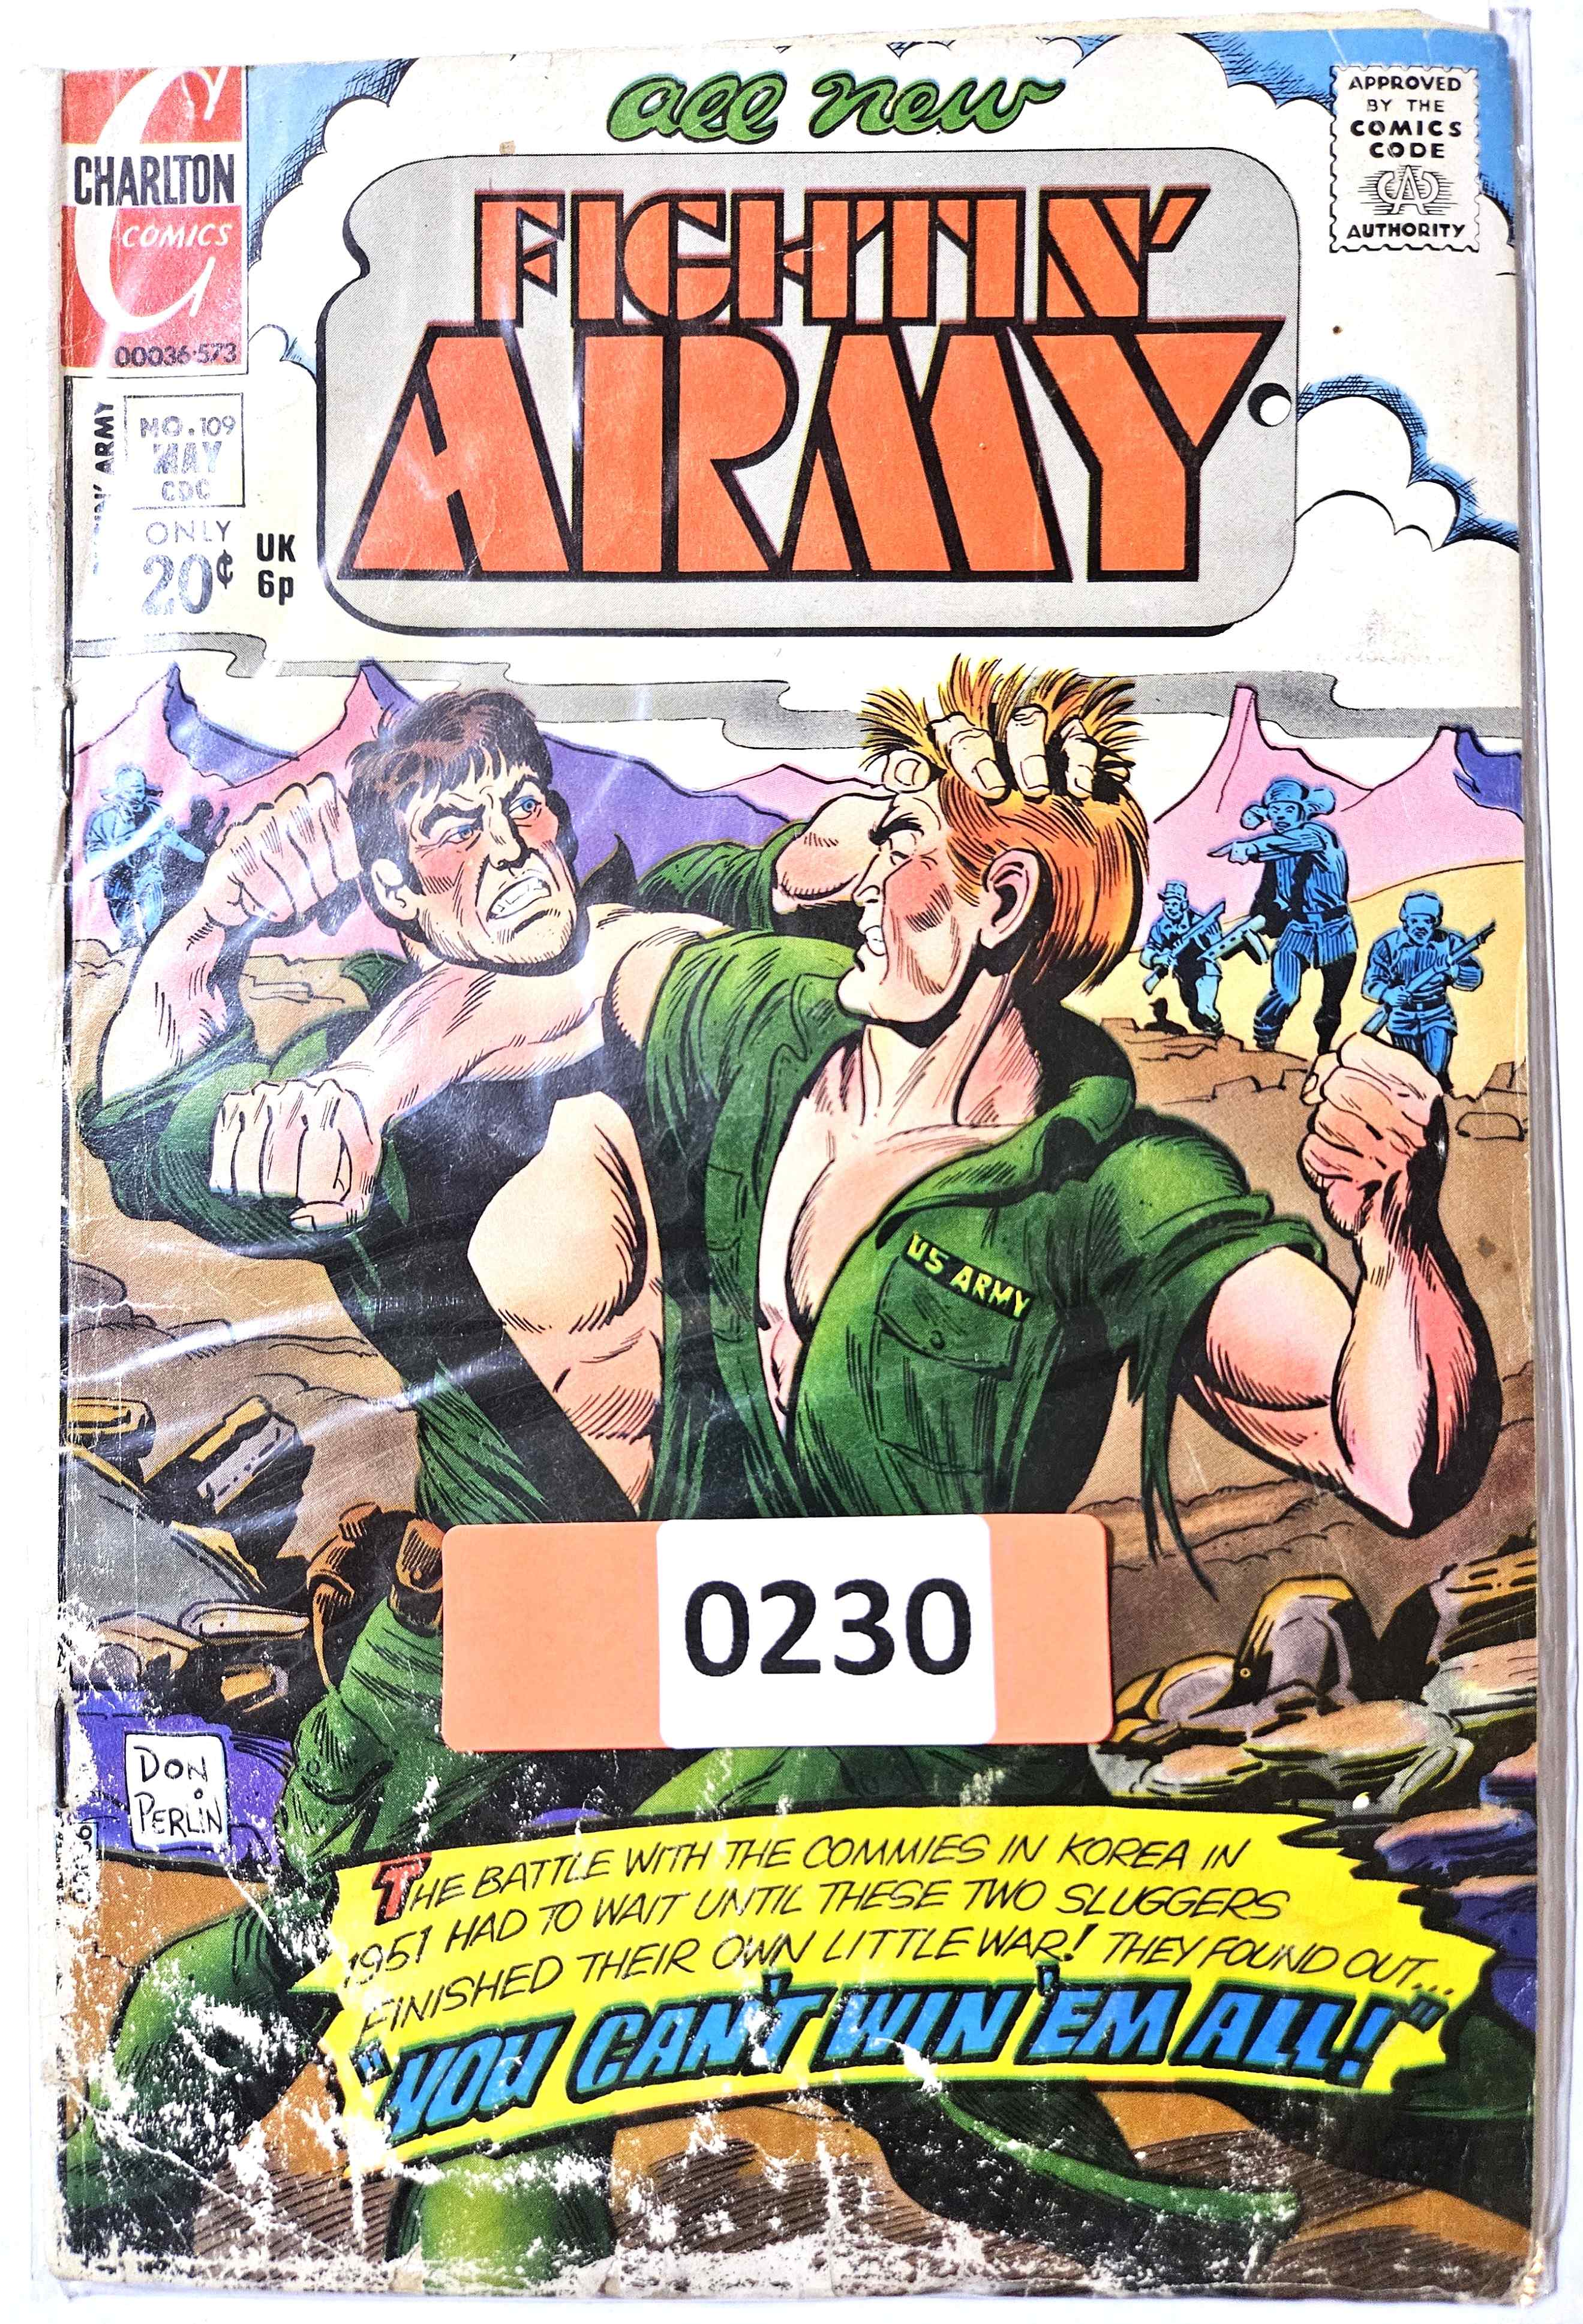 all new
APPROVED
BY THE
COMICS
CODE
AUTHORITY
CHARLTON
COMICS
00036-573
FIGHTIN'
ARMY
NO. 109
MAY
CDC
ONLY
20¢
UK
6p
ARMY
US ARMY
0230
DON
PERLIN
THE BATTLE WITH THE COMMIES IN KOREA IN
1951 HAD TO WAIT UNTIL THESE TWO SLUGGERS
FINISHED THEIR OWN LITTLE WAR! THEY FOUND OUT...
"YOU CAN'T WIN 'EM ALL!"